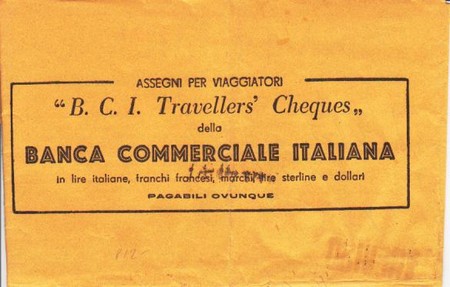 ASSEGNI PER VIAGGIATORI
“B. C. I. Travellers' Cheques„
della
BANCA COMMERCIALE ITALIANA
in lire italiane, franchi francesi, marchi, lire sterline e dollari
PAGABILI OVUNQUE